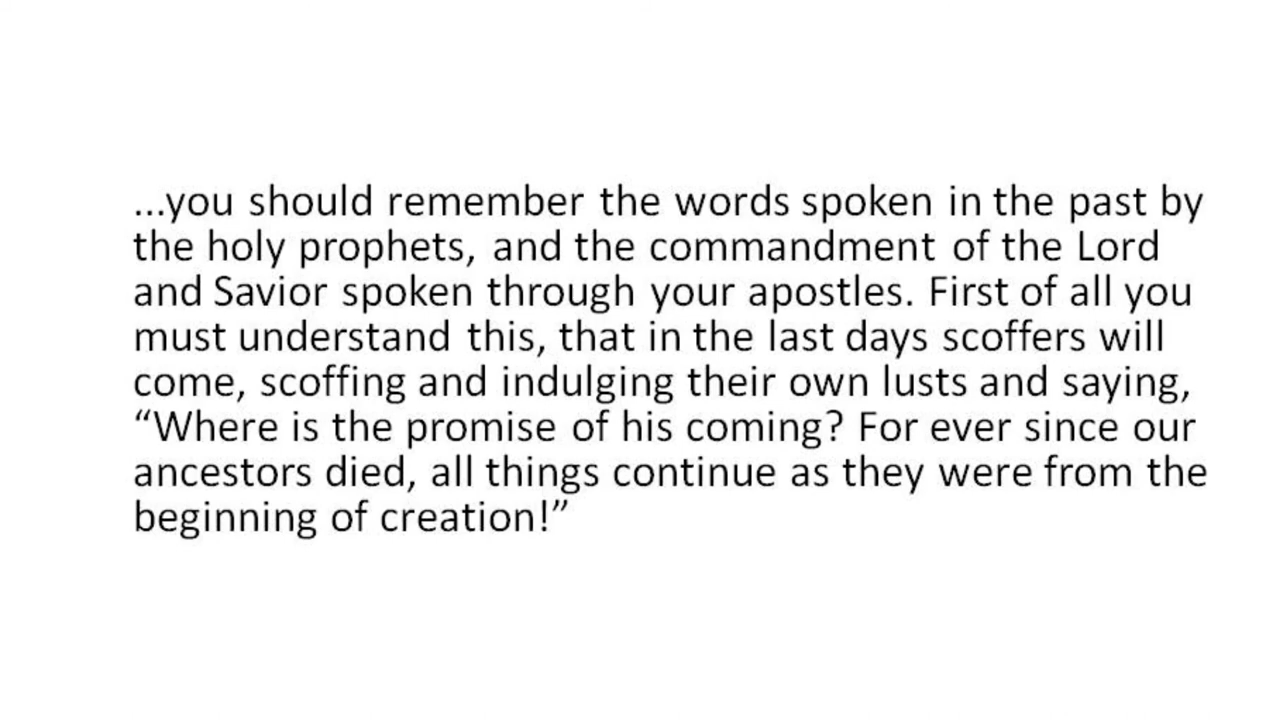 ...you should remember the words spoken in the past by
the holy prophets, and the commandment of the Lord
and Savior spoken through your apostles. First of all you
must understand this, that in the last days scoffers will
come, scoffing and indulging their own lusts and saying,
“Where is the promise of his coming? For ever since our
ancestors died, all things continue as they were from the
beginning of creation!”